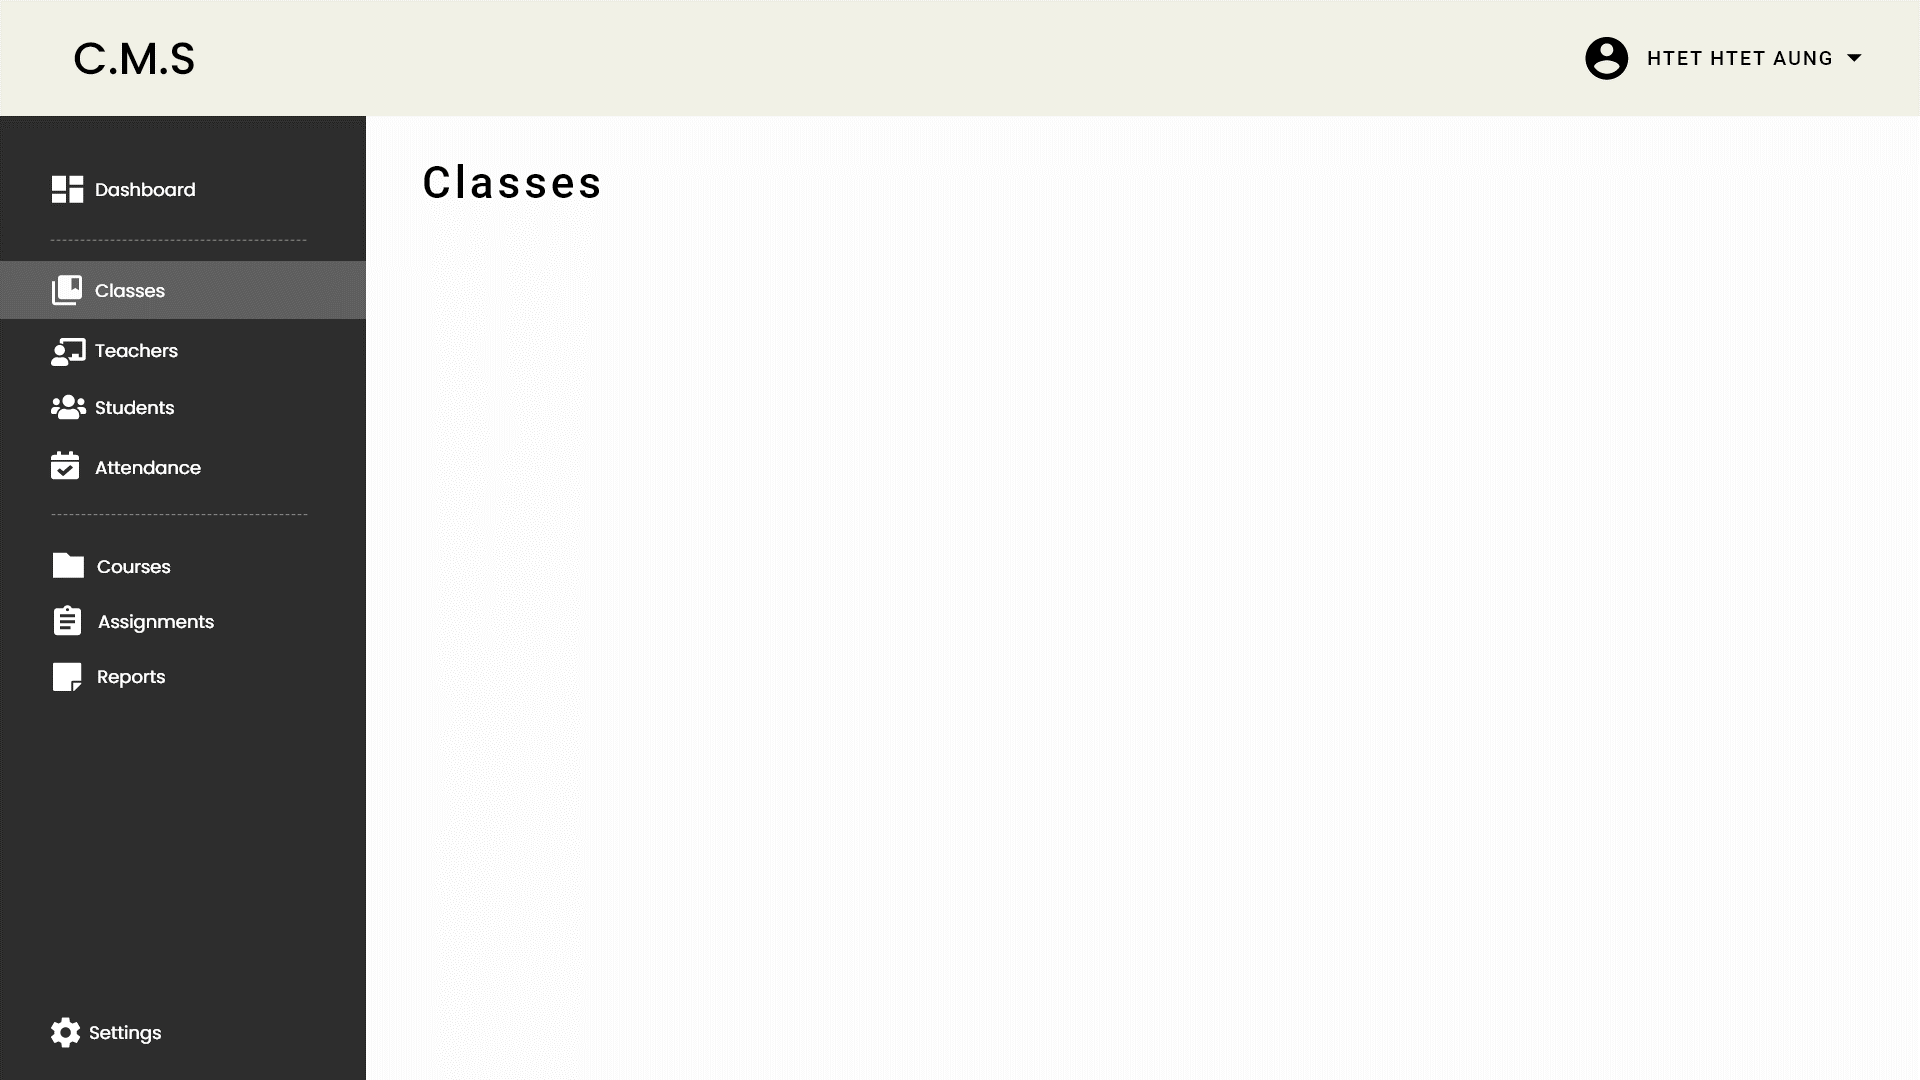 C.M.S
HTET HTET AUNG
Dashboard
Classes
Teachers
Students
Attendance
Courses
Assignments
Reports
Settings
Classes